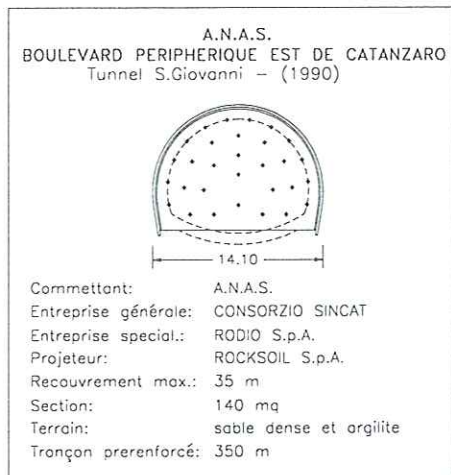 A.N.A.S.
BOULEVARD PERIPHERIQUE EST DE CATANZARO
Tunnel S.Giovanni - (1990)
14.10
Commettant: A.N.A.S.
Entreprise générale: CONSORZIO SINCAT
Entreprise special.: RODIO S.p.A.
Projeteur: ROCKSOIL S.p.A.
Recouvrement max.: 35 m
Section: 140 mq
Terrain: sable dense et argilite
Tronçon prerenforcé: 350 m